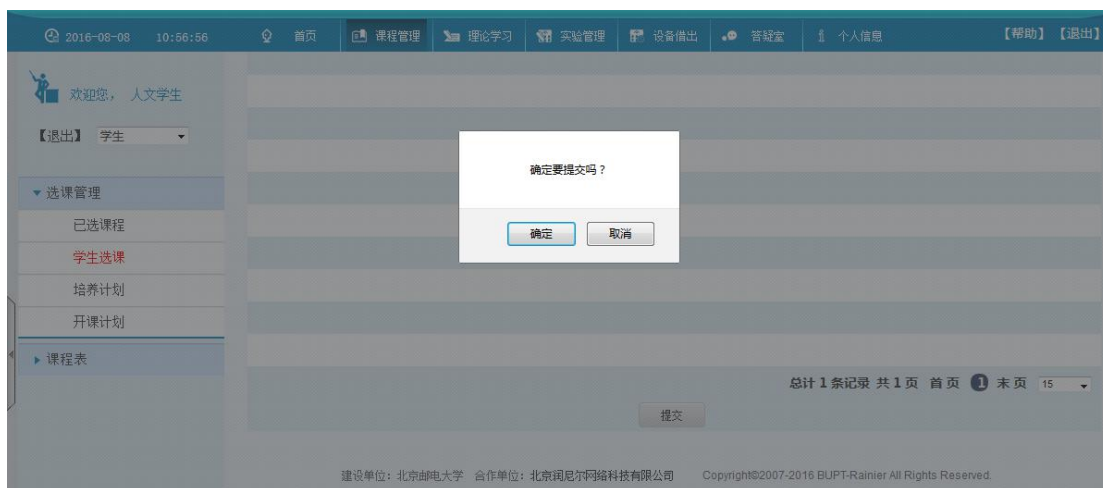 2016-08-08 10:56:56 首页 课程管理 理论学习 实验管理 设备借出 答疑室 个人信息 【帮助】 【退出】
欢迎您， 人文学生
【退出】 学生
确定要提交吗？
选课管理
已选课程
确定 取消
学生选课
培养计划
开课计划
课程表
总计 1 条记录 共 1 页 首 页 1 末 页 15
提交
建设单位：北京邮电大学 合作单位：北京润尼尔网络科技有限公司 Copyright©2007-2016 BUPT-Rainier All Rights Reserved.